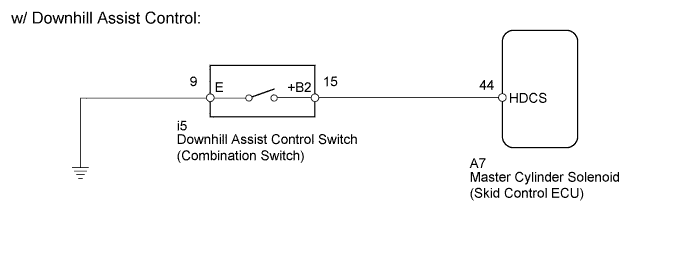 w/ Downhill Assist Control:
9
E
+B2
15
44
HDCS
i5
Downhill Assist Control Switch
(Combination Switch)
A7
Master Cylinder Solenoid
(Skid Control ECU)